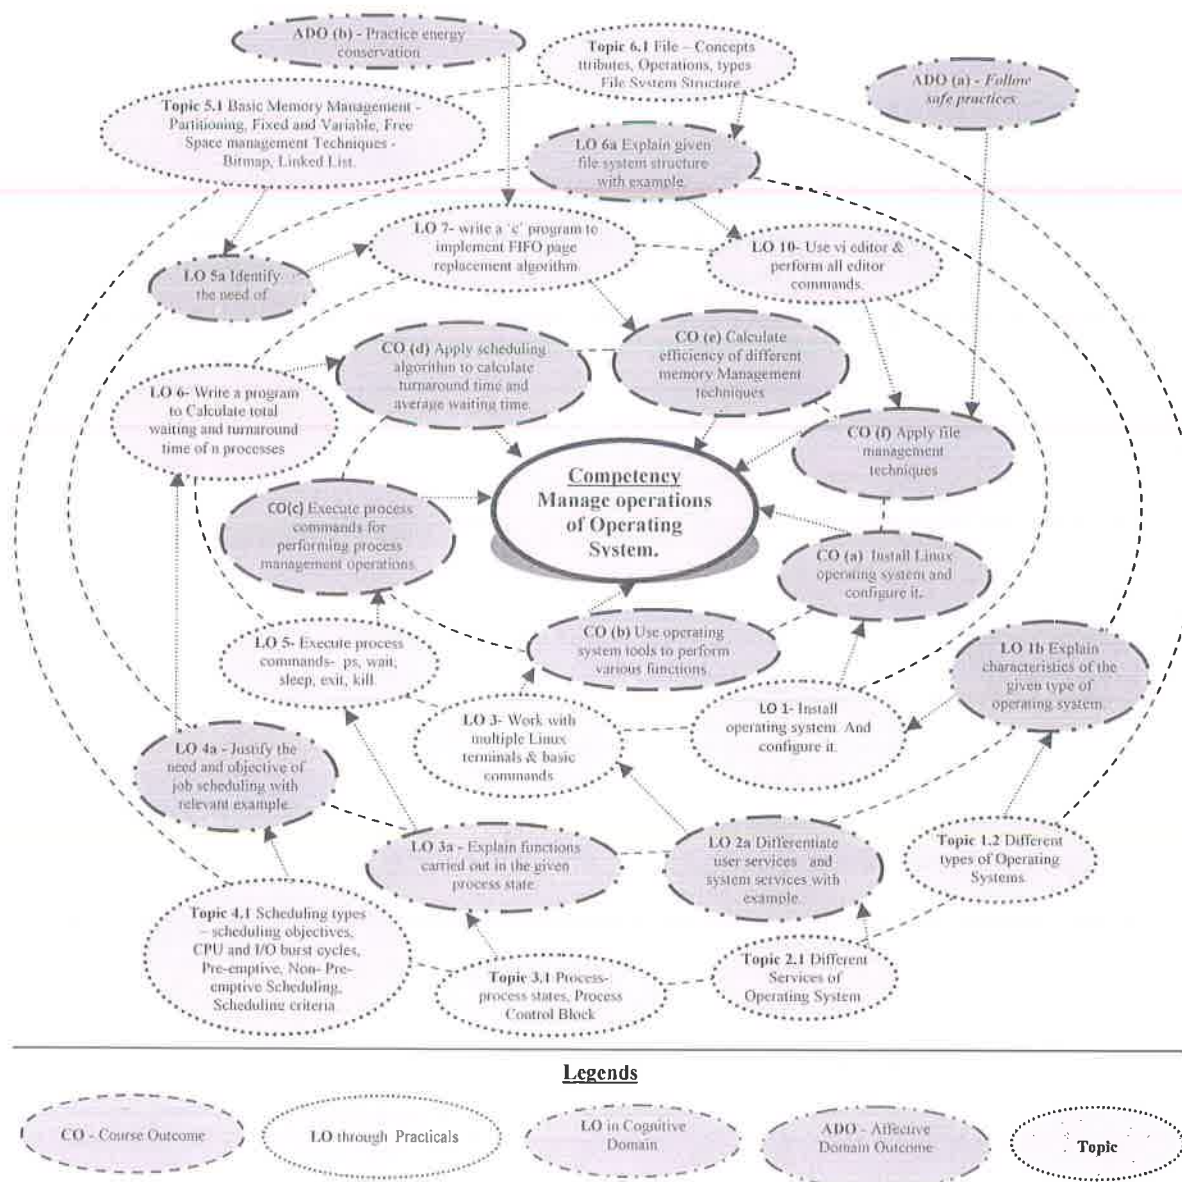 ADO (b) - Practice energy
conservation
Topic 6.1 File – Concepts
ttributes, Operations, types
File System Structure
ADO (a) - Follow
safe practices
Topic 5.1 Basic Memory Management -
Partitioning, Fixed and Variable, Free
Space management Techniques -
Bitmap, Linked List.
LO 6a Explain given
file system structure
with example.
LO 7- write a 'c' program to
implement FIFO page
replacement algorithm
LO 10- Use vi editor &
perform all editor
commands.
LO 5a Identify
the need of
CO (d) Apply scheduling
algorithm to calculate
turnaround time and
average waiting time.
CO (e) Calculate
efficiency of different
memory Management
techniques
LO 6- Write a program
to Calculate total
waiting and turnaround
time of n processes
CO (f) Apply file
management
techniques
Competency
Manage operations
of Operating
System.
CO(c) Execute process
commands for
performing process
management operations.
CO (a) Install Linux
operating system and
configure it.
CO (b) Use operating
system tools to perform
various functions.
LO 5- Execute process
commands- ps, wait,
sleep, exit, kill.
LO 1b Explain
characteristics of the
given type of
operating system.
LO 3- Work with
multiple Linux
terminals & basic
commands
LO 1- Install
operating system. And
configure it.
LO 4a - Justify the
need and objective of
job scheduling with
relevant example.
LO 3a - Explain functions
carried out in the given
process state.
LO 2a Differentiate
user services and
system services with
example.
Topic 1.2 Different
types of Operating
Systems.
Topic 4.1 Scheduling types
– scheduling objectives,
CPU and I/O burst cycles,
Pre-emptive, Non- Pre-
emptive Scheduling,
Scheduling criteria
Topic 3.1 Process-
process states, Process
Control Block
Topic 2.1 Different
Services of
Operating System
Legends
CO - Course Outcome
LO through Practicals
LO in Cognitive
Domain
ADO - Affective
Domain Outcome
Topic